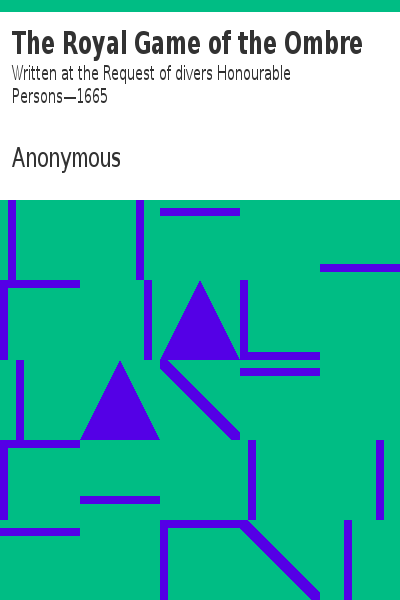 The Royal Game of the Ombre
Written at the Request of divers Honourable
Persons—1665
Anonymous